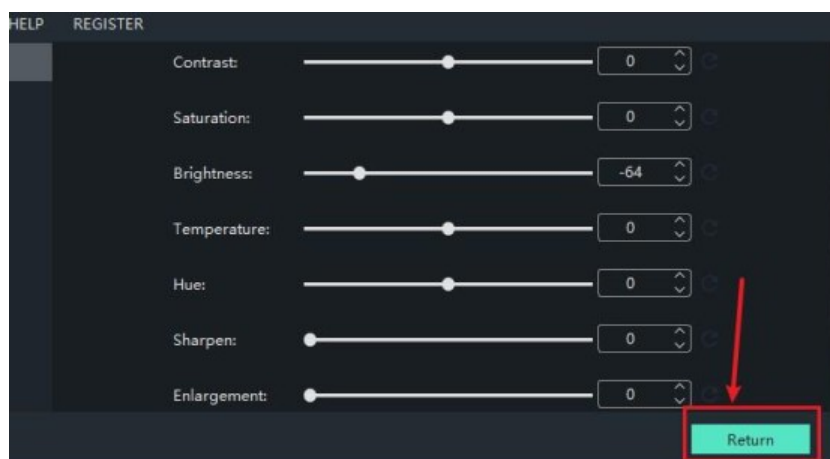 HELP REGISTER
Contrast: 0
Saturation: 0
Brightness: -64
Temperature: 0
Hue: 0
Sharpen: 0
Enlargement: 0
Return